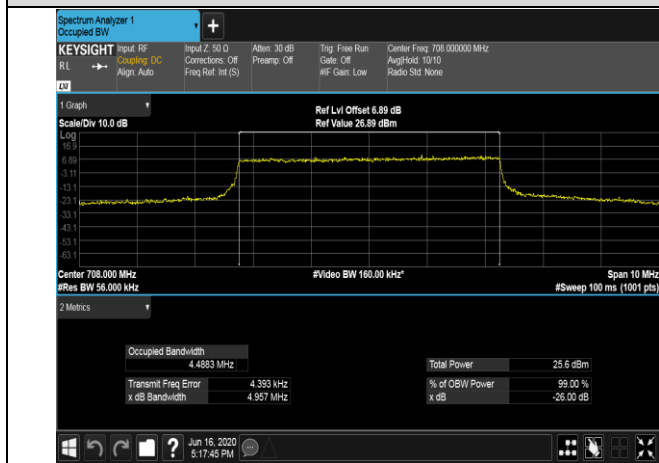 Spectrum Analyzer 1
Occupied BW
+
KEYSIGHT Input: RF Input Z: 50 Ω Atten: 30 dB Trig: Free Run Center Freq: 708.000000 MHz
RL Coupling: DC Corrections: Off Preamp: Off Gate: Off Avg|Hold: 10/10
Align: Auto Freq Ref: Int (S) #IF Gain: Low Radio Std: None
LXI
1 Graph
Ref Lvl Offset 6.89 dB
Scale/Div 10.0 dB Ref Value 26.89 dBm
Log
16.9
6.89
-3.11
-13.1
-23.1
-33.1
-43.1
-53.1
-63.1
Center 708.000 MHz #Video BW 160.00 kHz* Span 10 MHz
#Res BW 56.000 kHz #Sweep 100 ms (1001 pts)
2 Metrics
Occupied Bandwidth
4.4883 MHz Total Power 25.6 dBm
Transmit Freq Error 4.393 kHz % of OBW Power 99.00 %
x dB Bandwidth 4.957 MHz x dB -26.00 dB
? Jun 16, 2020
5:17:45 PM